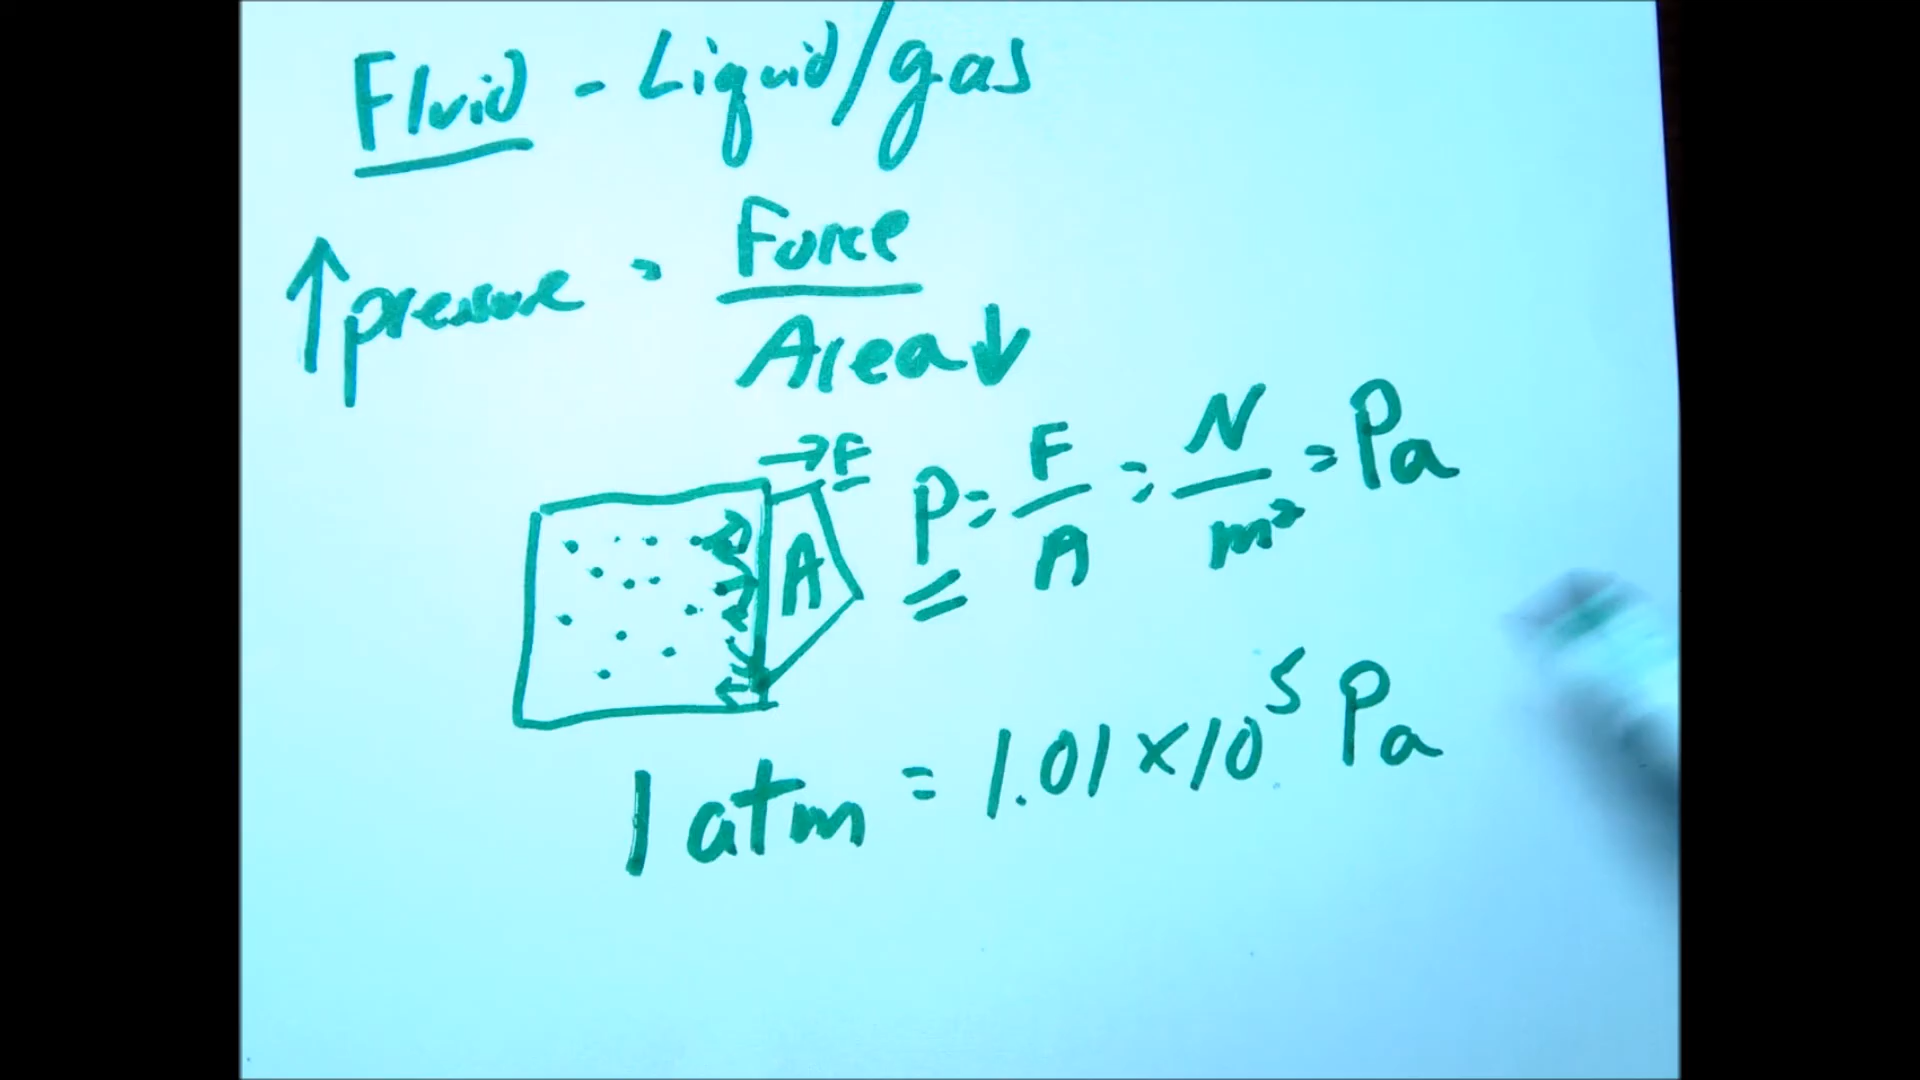 Fluid - Liquid/gas
↑ pressure = Force / Area ↓
→ F
A
P = F/A = N/m² = Pa
1 atm = 1.01 × 10⁵ Pa